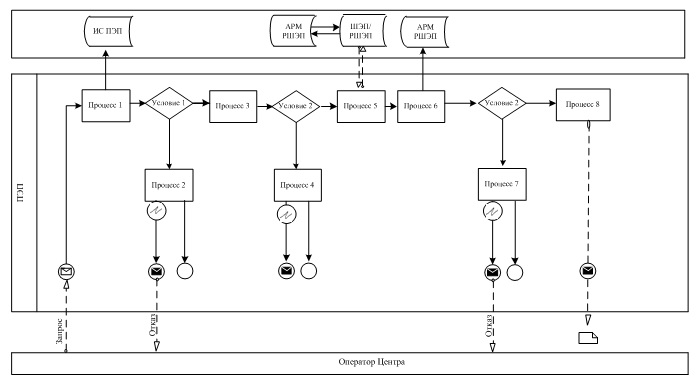 ИС ПЭП
АРМ
РШЭП
ШЭП/
РШЭП
АРМ
РШЭП
ПЭП
Процесс 1
Условие 1
Процесс 3
Условие 2
Процесс 5
Процесс 6
Условие 2
Процесс 8
Процесс 2
Процесс 4
Процесс 7
Запрос
Отказ
Отказ
Оператор Центра